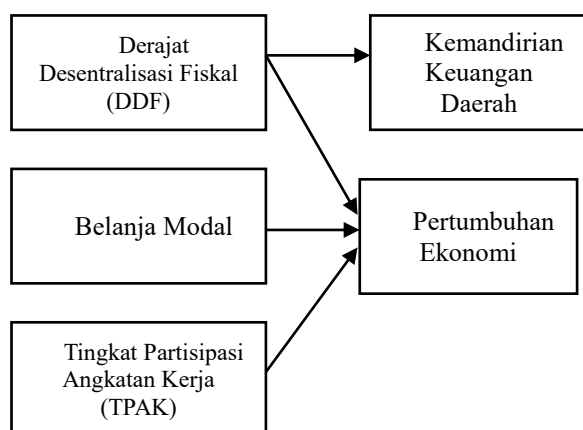 Derajat
Desentralisasi Fiskal
(DDF)
Kemandirian
Keuangan
Daerah
Belanja Modal
Pertumbuhan
Ekonomi
Tingkat Partisipasi
Angkatan Kerja
(TPAK)